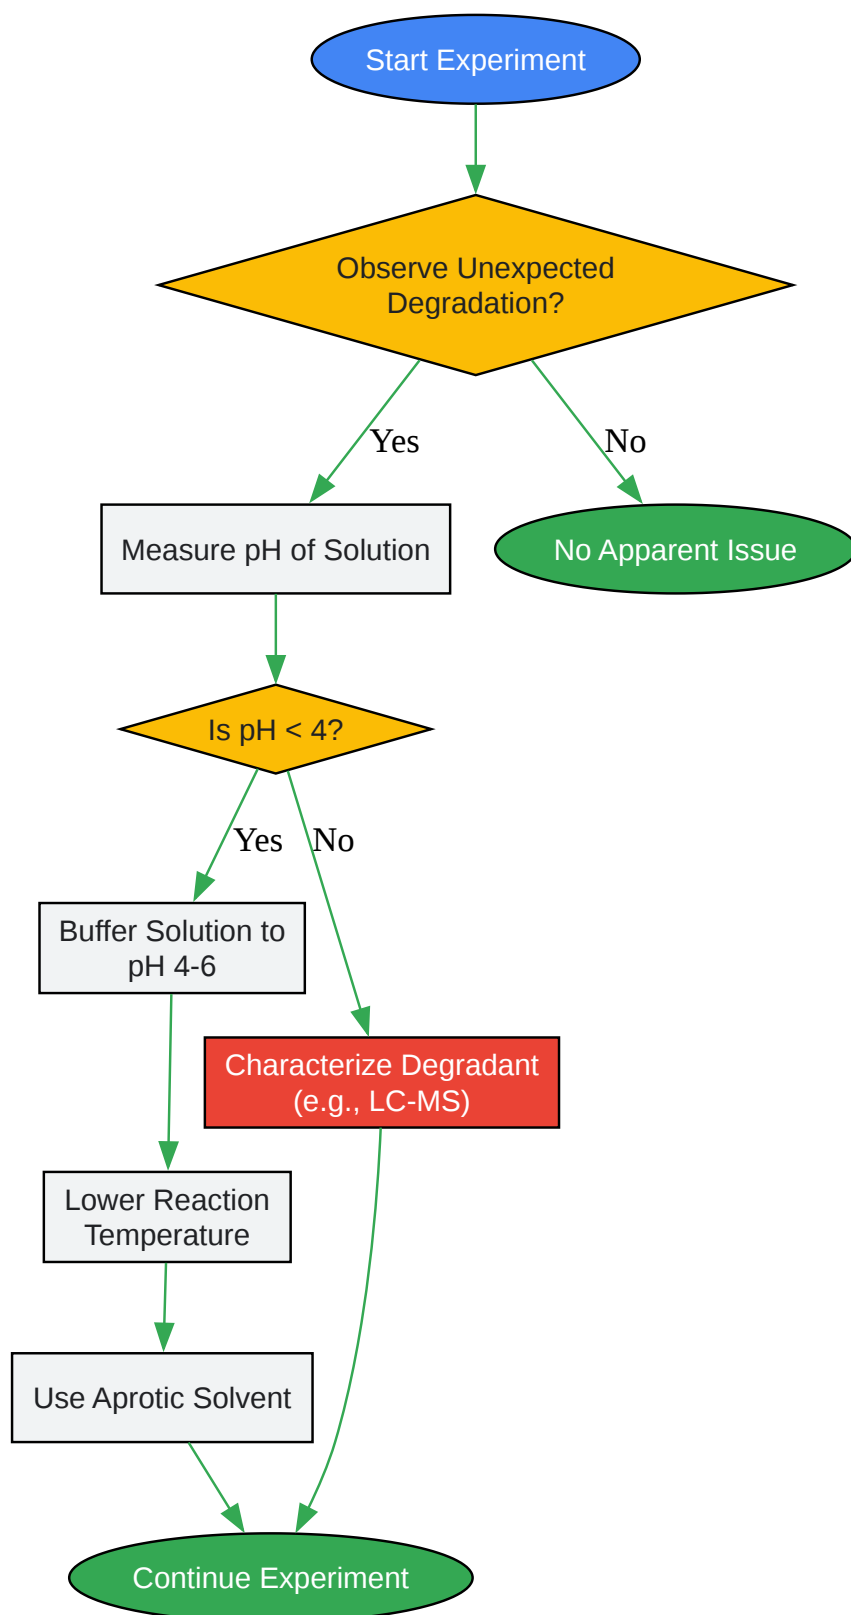 Start Experiment
Observe Unexpected
Degradation?
Yes
No
Measure pH of Solution
No Apparent Issue
Is pH < 4?
Yes
No
Buffer Solution to
pH 4-6
Characterize Degradant
(e.g., LC-MS)
Lower Reaction
Temperature
Use Aprotic Solvent
Continue Experiment